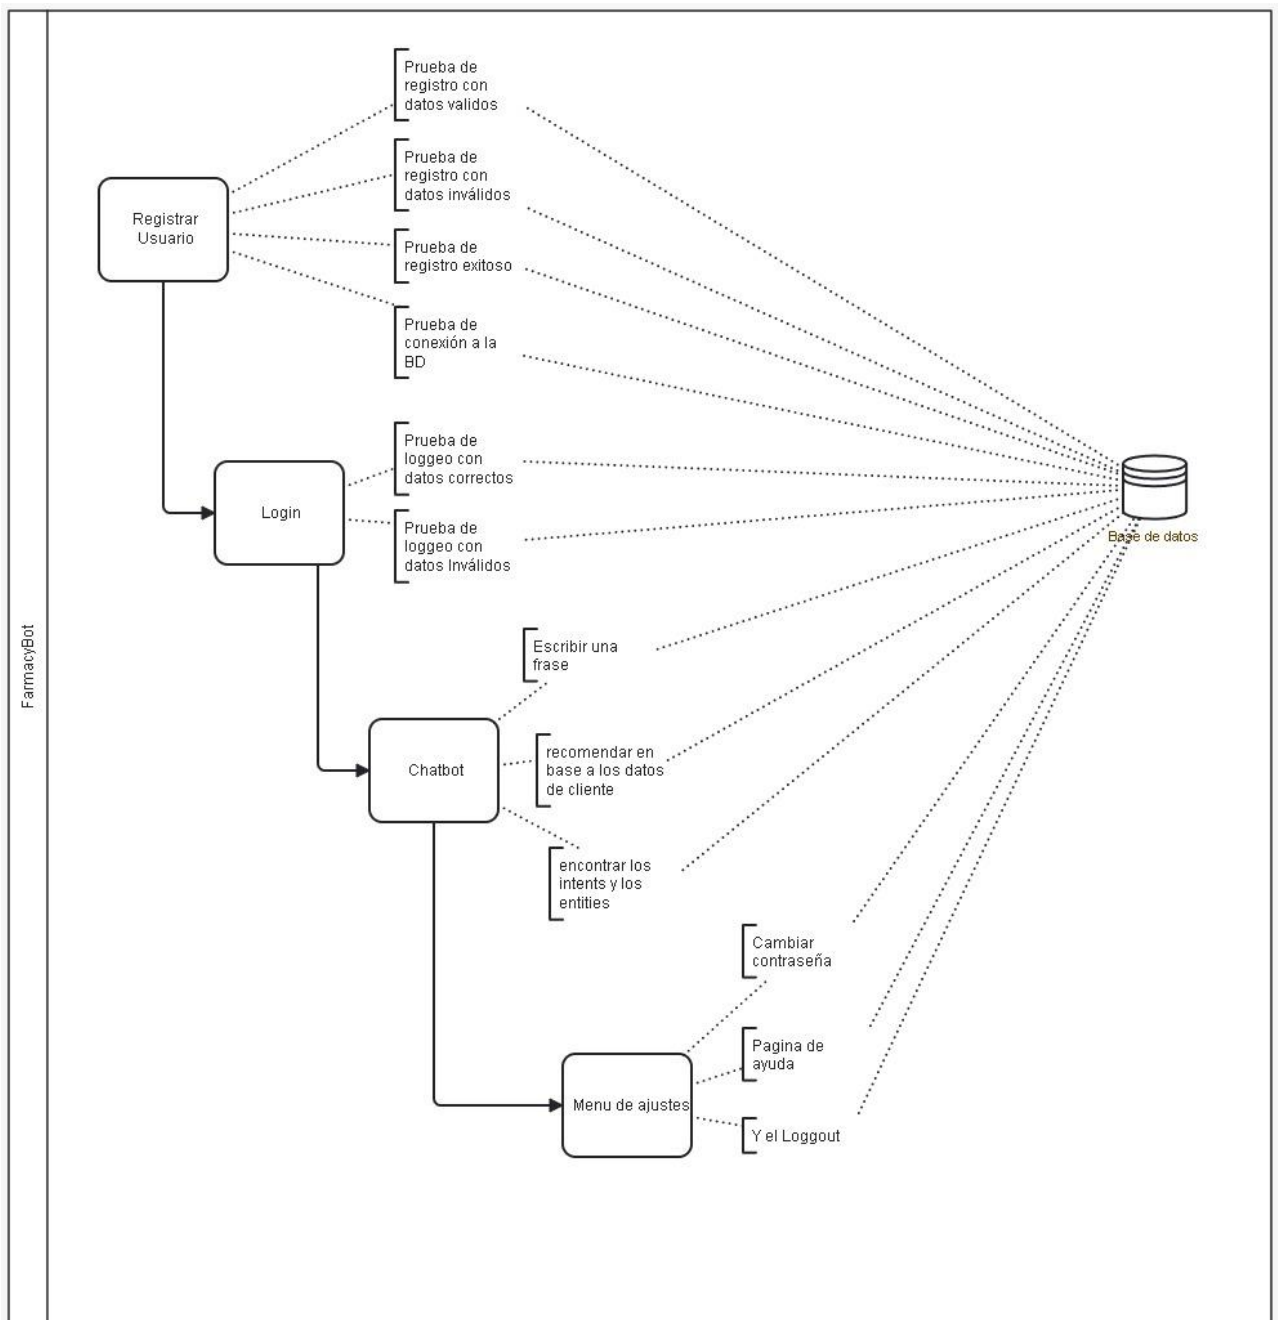 FarmacyBot
Prueba de
registro con
datos validos
Prueba de
registro con
datos inválidos
Registrar
Usuario
Prueba de
registro exitoso
Prueba de
conexión a la
BD
Prueba de
loggeo con
datos correctos
Login
Prueba de
loggeo con
datos Inválidos
Base de datos
Escribir una
frase
Chatbot
recomendar en
base a los datos
de cliente
encontrar los
intents y los
entities
Cambiar
contraseña
Pagina de
ayuda
Menu de ajustes
Y el Loggout